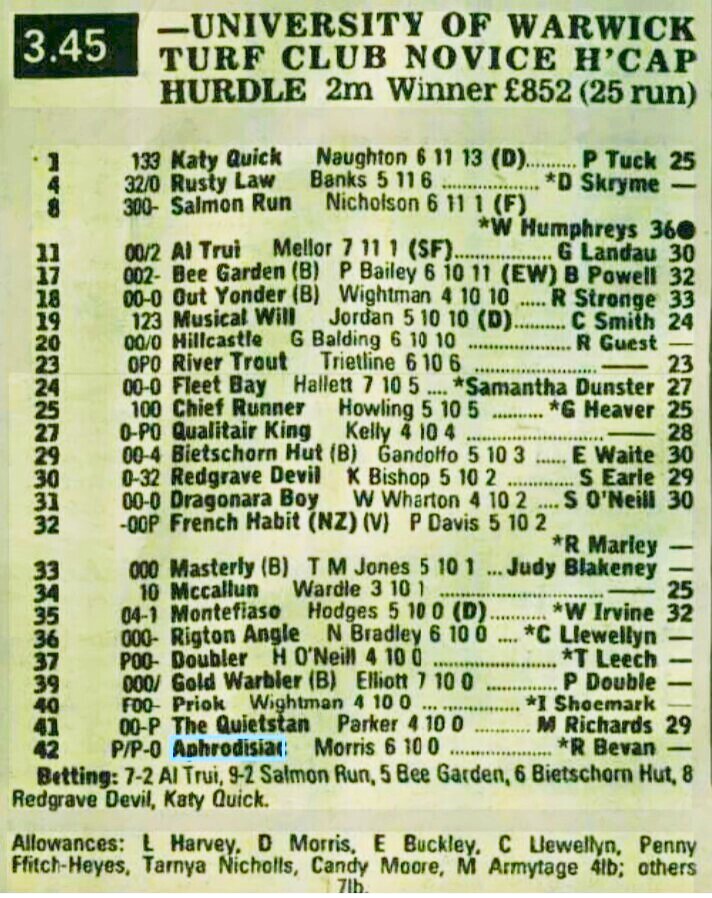 3.45
—UNIVERSITY OF WARWICK
TURF CLUB NOVICE H'CAP
HURDLE 2m Winner £852 (25 run)
1 133 Katy Quick Naughton 6 11 13 (D)......... P Tuck 25
4 32/0 Rusty Law Banks 5 11 6 .................. *D Skryme —
8 300- Salmon Run Nicholson 6 11 1 (F)
*W Humphreys 36●
11 00/2 Al Trui Mellor 7 11 1 (SF)................. G Landau 30
17 002- Bee Garden (B) P Bailey 6 10 11 (EW) B Powell 32
18 00-0 Out Yonder (B) Wightman 4 10 10 ..... R Stronge 33
19 123 Musical Will Jordan 5 10 10 (D).......... C Smith 24
20 00/0 Hillcastle G Balding 6 10 10 .................... R Guest —
23 0P0 River Trout Trietline 6 10 6 ........................ —— 23
24 00-0 Fleet Bay Hallett 7 10 5 .... *Samantha Dunster 27
25 100 Chief Runner Howling 5 10 5 .......... *G Heaver 25
27 0-P0 Qualitair King Kelly 4 10 4 ........................ —— 28
29 00-4 Bietschorn Hut (B) Gandolfo 5 10 3 ...... E Waite 30
30 0-32 Redgrave Devil K Bishop 5 10 2 ............. S Earle 29
31 00-0 Dragonara Boy W Wharton 4 10 2 .... S O'Neill 30
32 -00P French Habit (NZ) (V) P Davis 5 10 2
*R Marley —
33 000 Masterly (B) T M Jones 5 10 1 ...Judy Blakeney —
34 10 Mccallun Wardle 3 10 1 ............................. —— 25
35 04-1 Montefiaso Hodges 5 10 0 (D).......... *W Irvine 32
36 000- Rigton Angle N Bradley 6 10 0 .... *C Llewellyn —
37 P00- Doubler H O'Neill 4 10 0 ....................... *T Leech —
39 000/ Gold Warbler (B) Elliott 7 10 0 ............. P Double —
40 F00- Priok Wightman 4 10 0 ................ *I Shoemark —
41 00-P The Quietstan Parker 4 10 0 ......... M Richards 29
42 P/P-0 Aphrodisiac Morris 6 10 0 ................... *R Bevan —
Betting: 7-2 Al Trui, 9-2 Salmon Run, 5 Bee Garden, 6 Bietschorn Hut, 8
Redgrave Devil, Katy Quick.
Allowances: L Harvey, D Morris, E Buckley, C Llewellyn, Penny
Ffitch-Heyes, Tarnya Nicholls, Candy Moore, M Armytage 4lb; others
7lb.